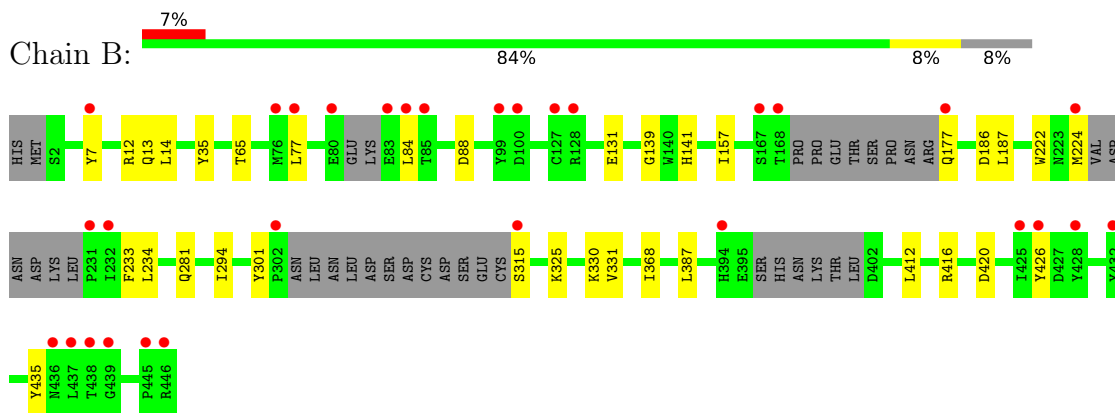 7%
Chain B:
84% 8% 8%
HIS MET S2 Y7 R12 Q13 L14 Y35 T65 M76 L77 E80 GLU LYS E83 L84 T85 D88 Y99 D100 C127 R128 E131 G139 W140 H141 I157 S167 T168 PRO PRO GLU THR SER PRO ASN ARG Q177 D186 L187 W222 N223 M224 VAL ASP
ASN ASP LYS LEU P231 I232 F233 L234 Q281 I294 Y301 P302 ASN LEU ASN LEU ASP SER ASP CYS ASP SER GLU CYS S315 K325 K330 V331 I368 L387 H394 E395 SER HIS ASN LYS THR LEU D402 L412 R416 D420 I425 Y426 D427 Y428
Y435 N436 L437 T438 G439 P445 R446